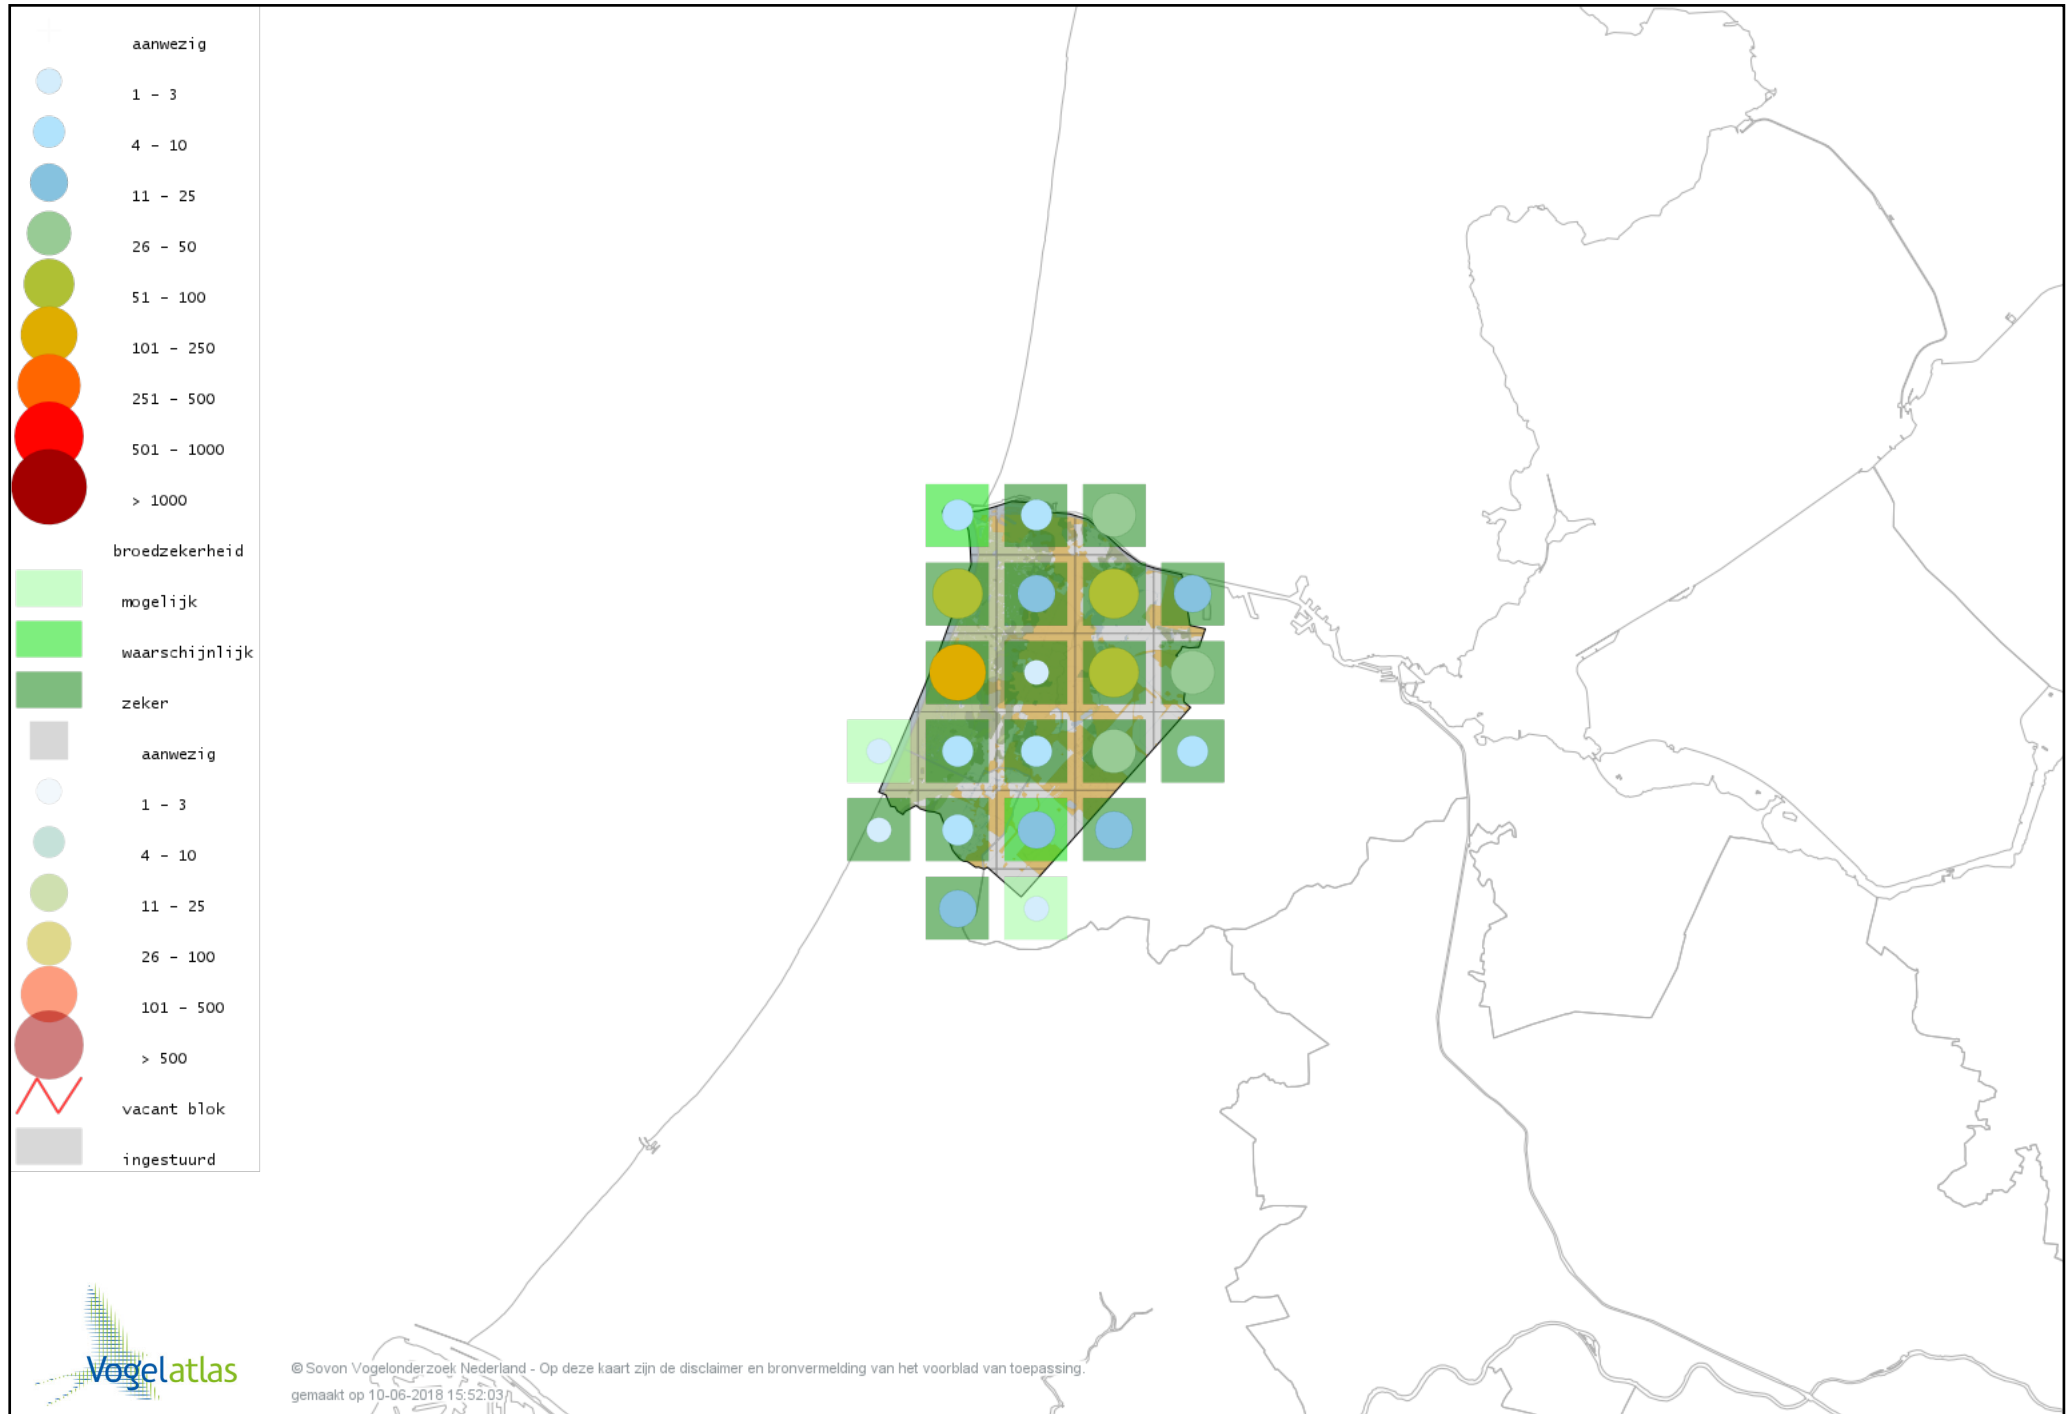 aanwezig
1 – 3
4 – 10
11 – 25
26 – 50
51 – 100
101 – 250
251 – 500
501 – 1000
> 1000
broedzekerheid
mogelijk
waarschijnlijk
zeker
aanwezig
1 – 3
4 – 10
11 – 25
26 – 100
101 – 500
> 500
vacant blok
ingestuurd
Vogelatlas
© Sovon Vogelonderzoek Nederland - Op deze kaart zijn de disclaimer en bronvermelding van het voorblad van toepassing.
gemaakt op 10-06-2018 15:52:03